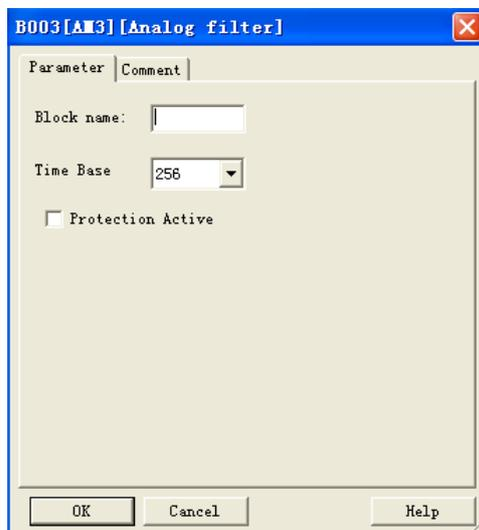 B003[AM3][Analog filter]
Parameter Comment
Block name:
Time Base 256
Protection Active
OK Cancel Help